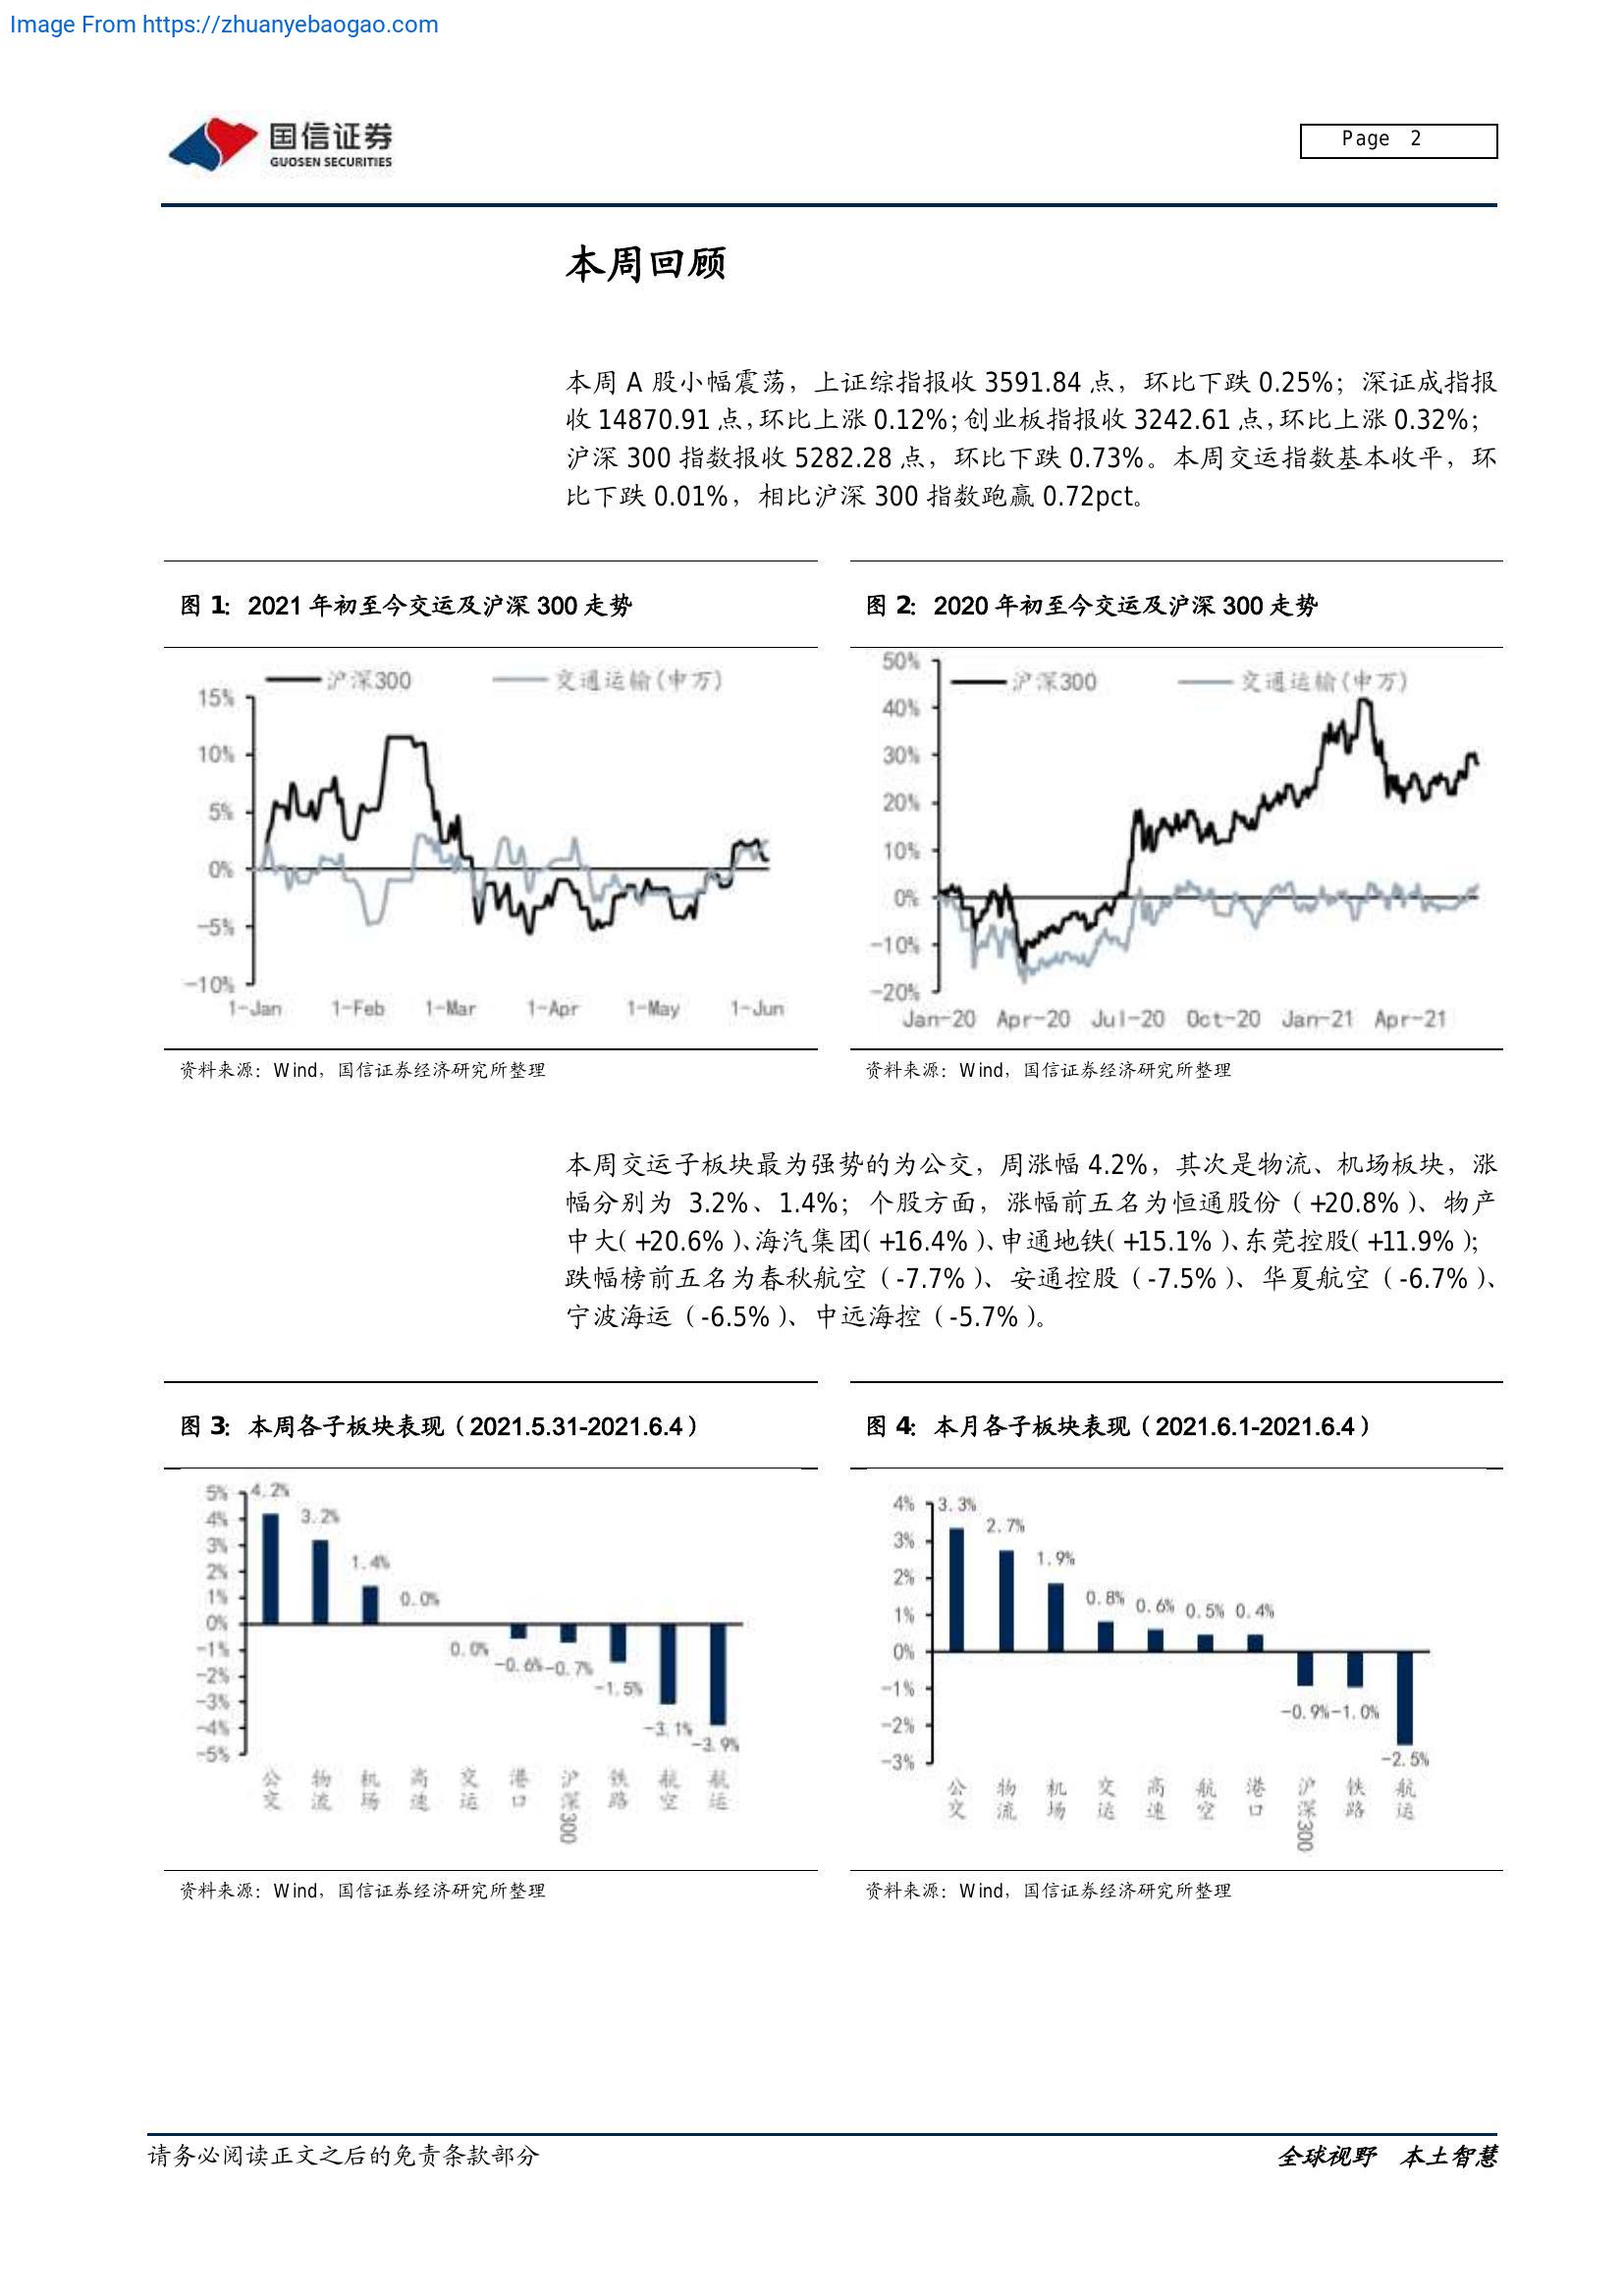 Image From https://zhuanyebaogao.com
国信证券
GUOSEN SECURITIES
Page 2
本周回顾
本周 A 股小幅震荡，上证综指报收 3591.84 点，环比下跌 0.25%；深证成指报
收 14870.91 点，环比上涨 0.12%；创业板指报收 3242.61 点，环比上涨 0.32%；
沪深 300 指数报收 5282.28 点，环比下跌 0.73%。本周交运指数基本收平，环
比下跌 0.01%，相比沪深 300 指数跑赢 0.72pct。
图 1：2021 年初至今交运及沪深 300 走势
沪深300 交通运输(申万)
15%
10%
5%
0%
-5%
-10%
1-Jan 1-Feb 1-Mar 1-Apr 1-May 1-Jun
资料来源：Wind，国信证券经济研究所整理
图 2：2020 年初至今交运及沪深 300 走势
沪深300 交通运输(申万)
50%
40%
30%
20%
10%
0%
-10%
-20%
Jan-20 Apr-20 Jul-20 Oct-20 Jan-21 Apr-21
资料来源：Wind，国信证券经济研究所整理
本周交运子板块最为强势的为公交，周涨幅 4.2%，其次是物流、机场板块，涨
幅分别为 3.2%、1.4%；个股方面，涨幅前五名为恒通股份（+20.8%）、物产
中大（+20.6%）、海汽集团（+16.4%）、申通地铁（+15.1%）、东莞控股（+11.9%）；
跌幅榜前五名为春秋航空（-7.7%）、安通控股（-7.5%）、华夏航空（-6.7%）、
宁波海运（-6.5%）、中远海控（-5.7%）。
图 3：本周各子板块表现（2021.5.31-2021.6.4）
5%
4%
3%
2%
1%
0%
-1%
-2%
-3%
-4%
-5%
4.2% 3.2% 1.4% 0.0% 0.0% -0.6% -0.7% -1.5% -3.1% -3.9%
公交 物流 机场 高速 交运 港口 沪深300 铁路 航空 航运
资料来源：Wind，国信证券经济研究所整理
图 4：本月各子板块表现（2021.6.1-2021.6.4）
4%
3%
2%
1%
0%
-1%
-2%
-3%
3.3% 2.7% 1.9% 0.8% 0.6% 0.5% 0.4% -0.9% -1.0% -2.5%
公交 物流 机场 交运 高速 航空 港口 沪深300 铁路 航运
资料来源：Wind，国信证券经济研究所整理
请务必阅读正文之后的免责条款部分
全球视野 本土智慧